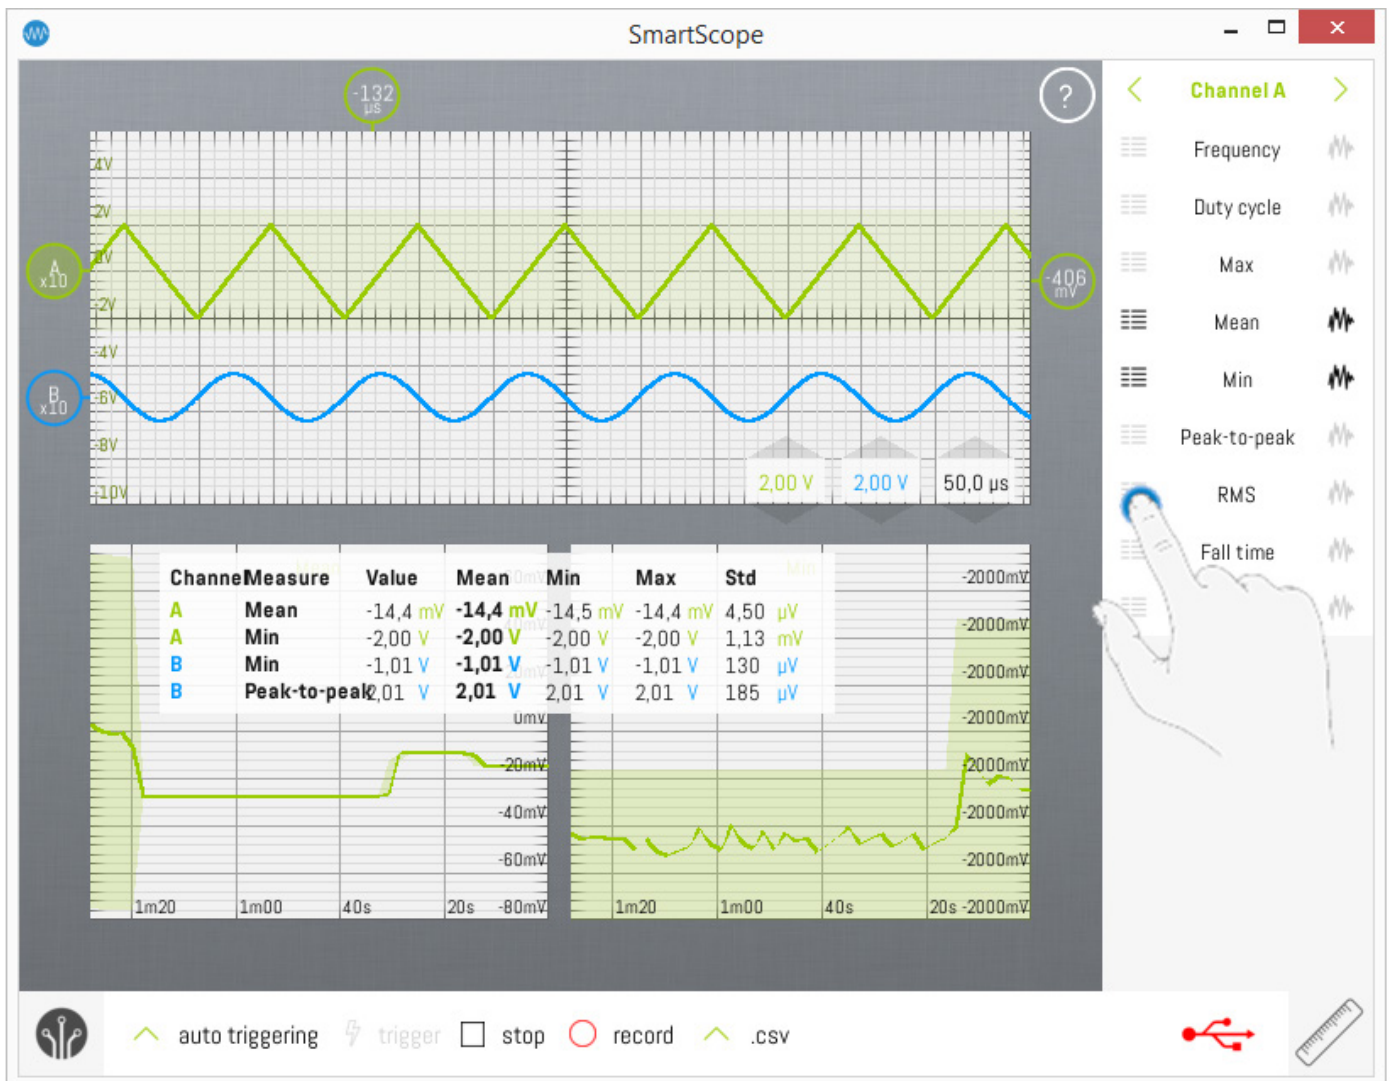 SmartScope
-132
µs
?
4V
2V
0V
-2V
-4V
-6V
-8V
-10V
A
x10
-406
mV
B
x10
2,00 V 2,00 V 50,0 µs
Channel A
Frequency
Duty cycle
Max
Mean
Min
Peak-to-peak
RMS
Fall time
Channel Measure Value Mean Min Max Std
A Mean -14,4 mV -14,4 mV -14,5 mV -14,4 mV 4,50 µV
A Min -2,00 V -2,00 V -2,00 V -2,00 V 1,13 mV
B Min -1,01 V -1,01 V -1,01 V -1,01 V 130 µV
B Peak-to-peak 2,01 V 2,01 V 2,01 V 2,01 V 185 µV
0mV
-20mV
-40mV
-60mV
1m20 1m00 40s 20s -80mV
Min
-2000mV
-2000mV
-2000mV
-2000mV
-2000mV
-2000mV
-2000mV
1m20 1m00 40s 20s -2000mV
auto triggering trigger stop record .csv